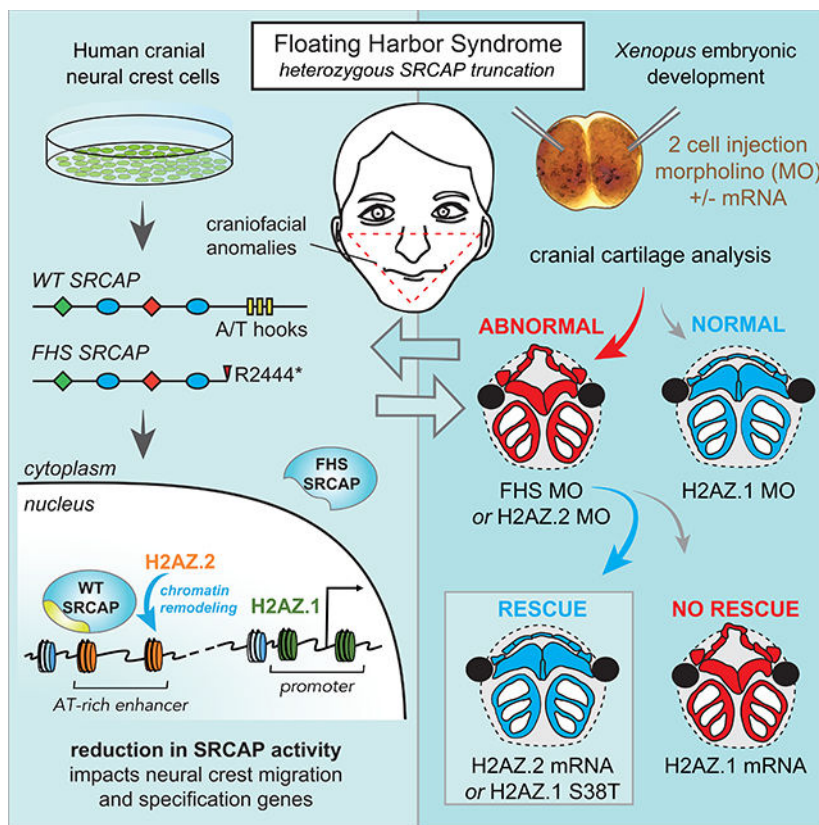 Floating Harbor Syndrome
heterozygous SRCAP truncation
Human cranial
neural crest cells
craniofacial
anomalies
WT SRCAP
A/T hooks
FHS SRCAP
R2444*
cytoplasm
nucleus
FHS
SRCAP
H2AZ.2
WT
SRCAP
chromatin
remodeling
H2AZ.1
AT-rich enhancer
promoter
reduction in SRCAP activity
impacts neural crest migration
and specification genes
Xenopus embryonic
development
2 cell injection
morpholino (MO)
+/- mRNA
cranial cartilage analysis
ABNORMAL
NORMAL
FHS MO
or H2AZ.2 MO
H2AZ.1 MO
RESCUE
NO RESCUE
H2AZ.2 mRNA
or H2AZ.1 S38T
H2AZ.1 mRNA